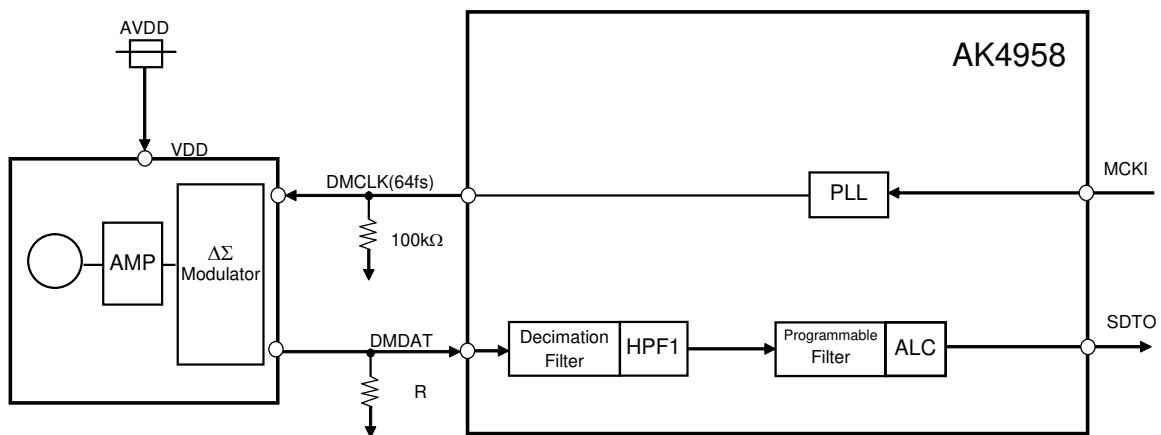 AVDD
AK4958
VDD
DMCLK(64fs)
PLL
MCKI
100kΩ
AMP
ΔΣ
Modulator
DMDAT
Decimation
Filter
HPF1
Programmable
Filter
ALC
SDTO
R